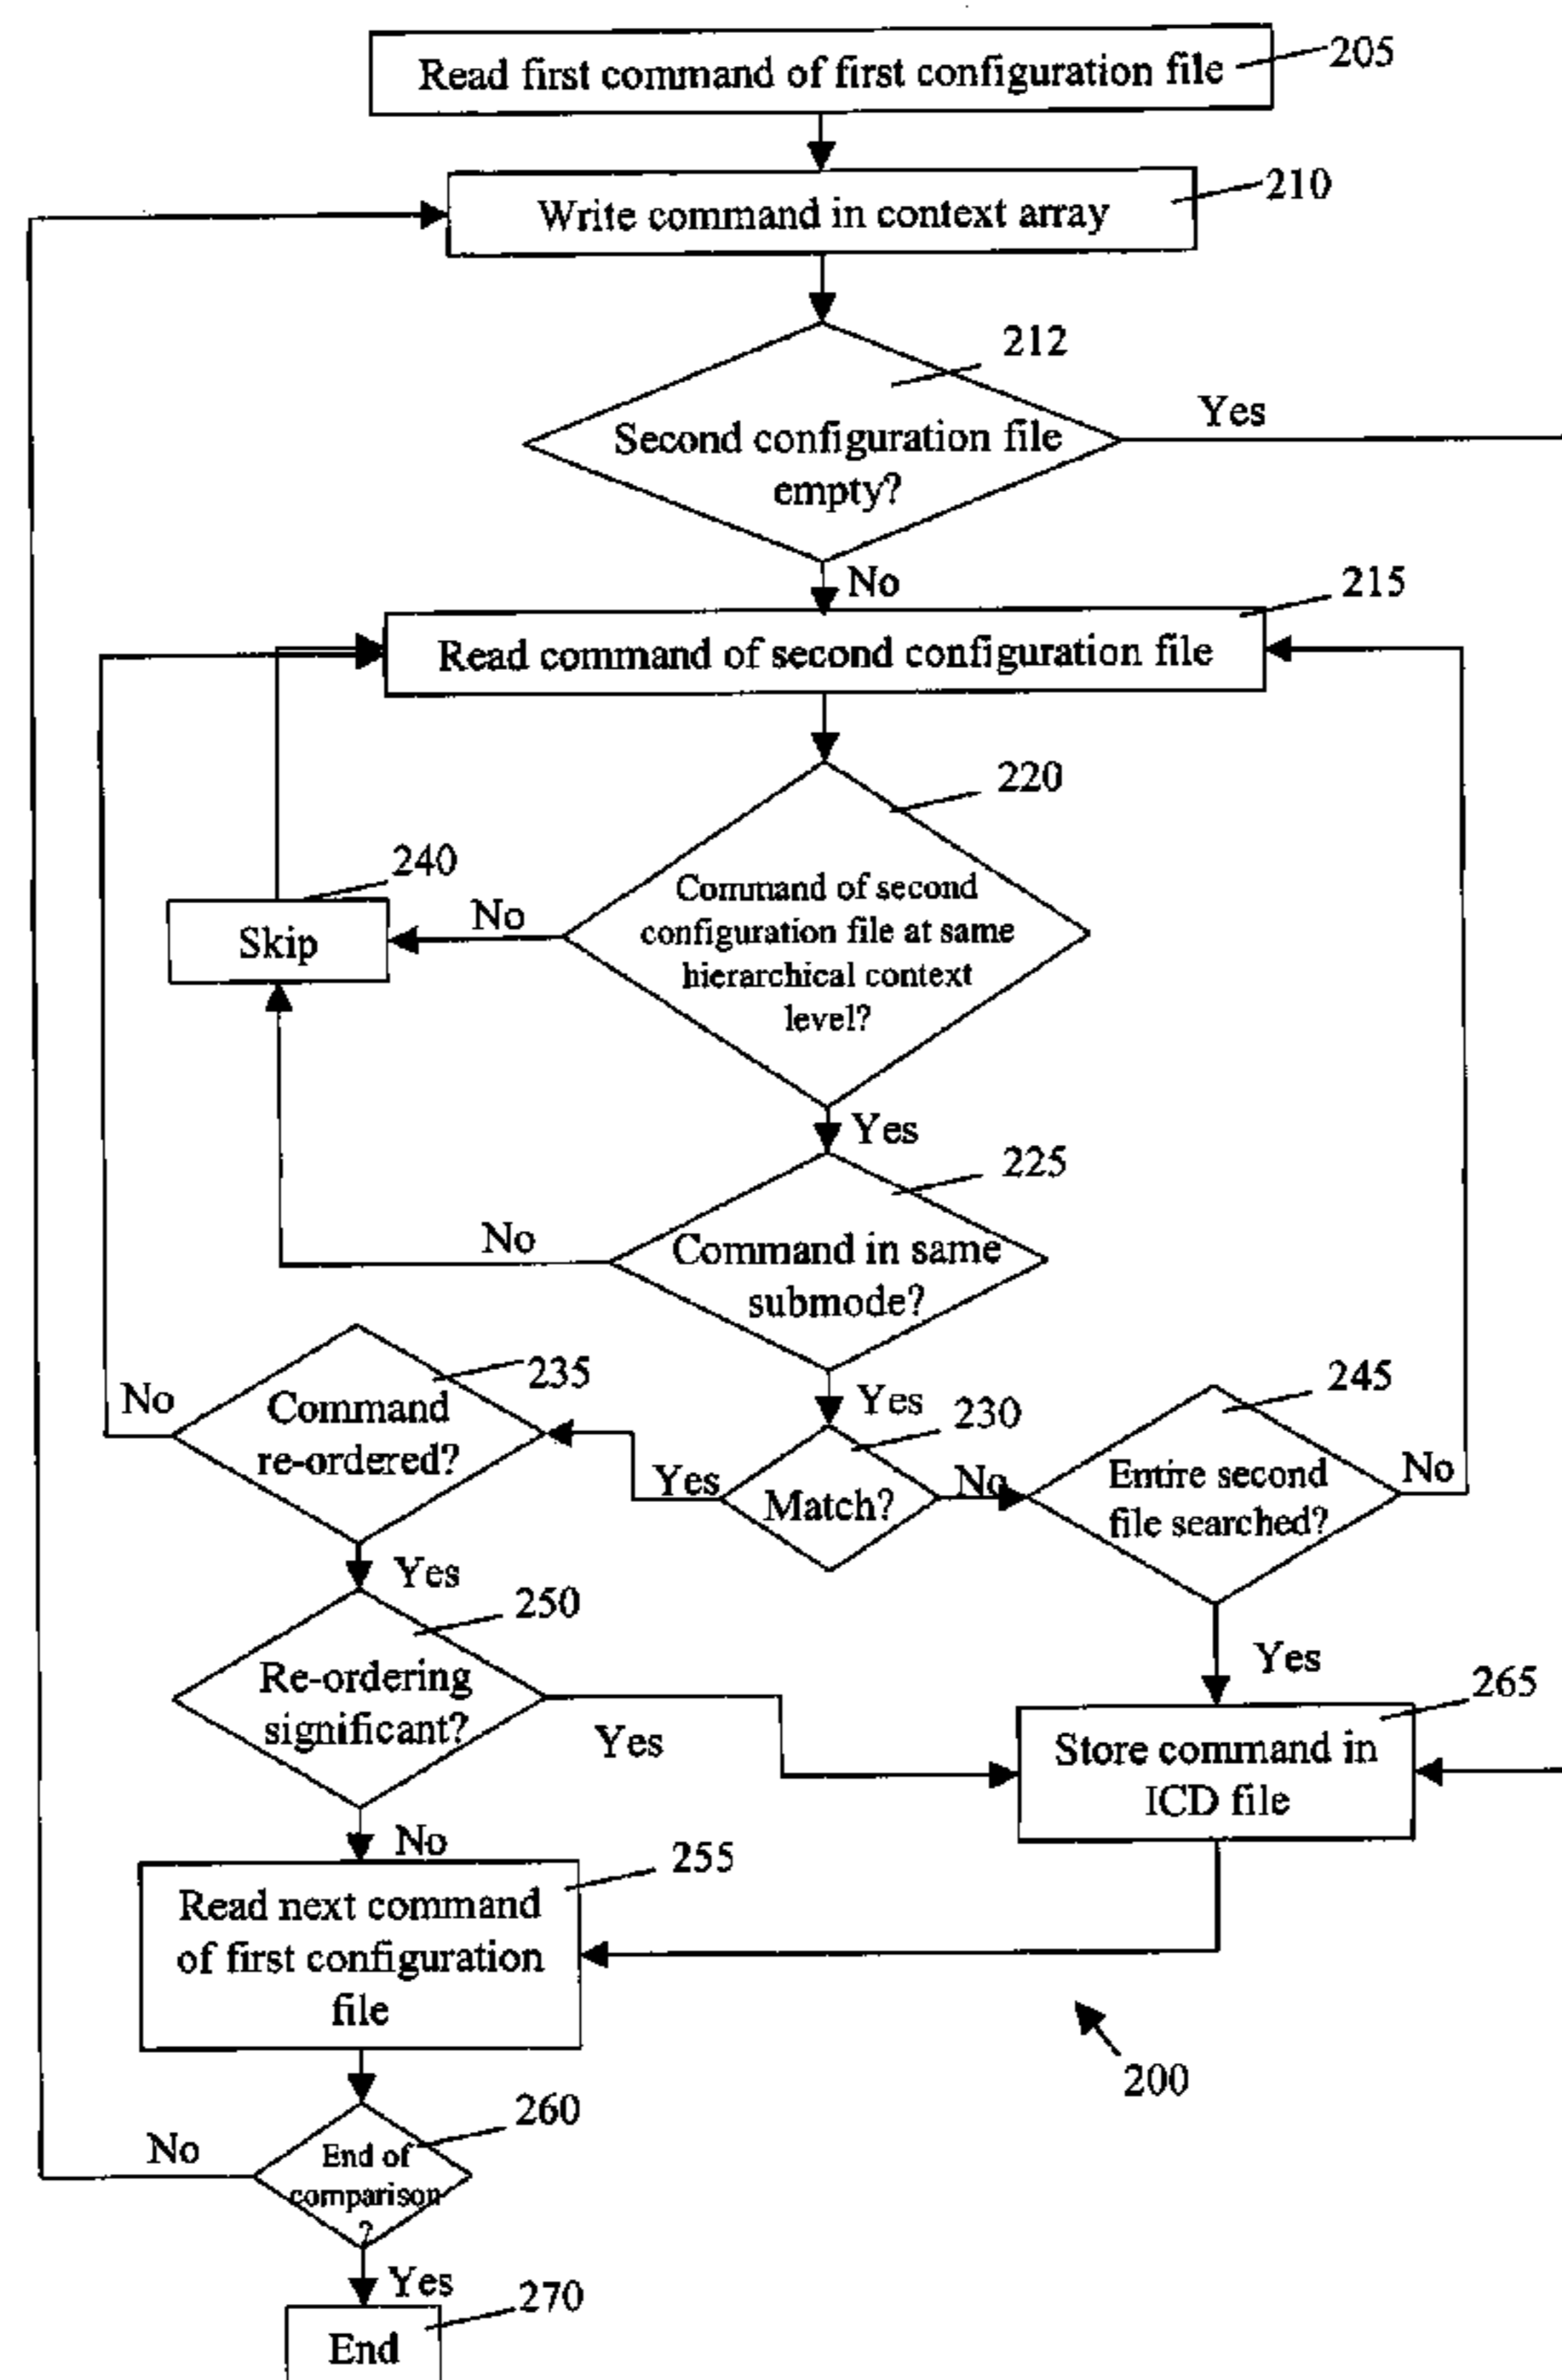 Read first command of first configuration file
205
Write command in context array
210
212
Second configuration file
empty?
Yes
No
215
Read command of second configuration file
220
Command of second
configuration file at same
hierarchical context
level?
240
Skip
No
Yes
225
Command in same
submode?
No
Yes
235
Command
re-ordered?
No
230
Match?
Yes
No
245
Entire second
file searched?
No
Yes
250
Re-ordering
significant?
Yes
Yes
265
Store command in
ICD file
No
255
Read next command
of first configuration
file
200
260
End of
comparison
?
No
Yes
270
End